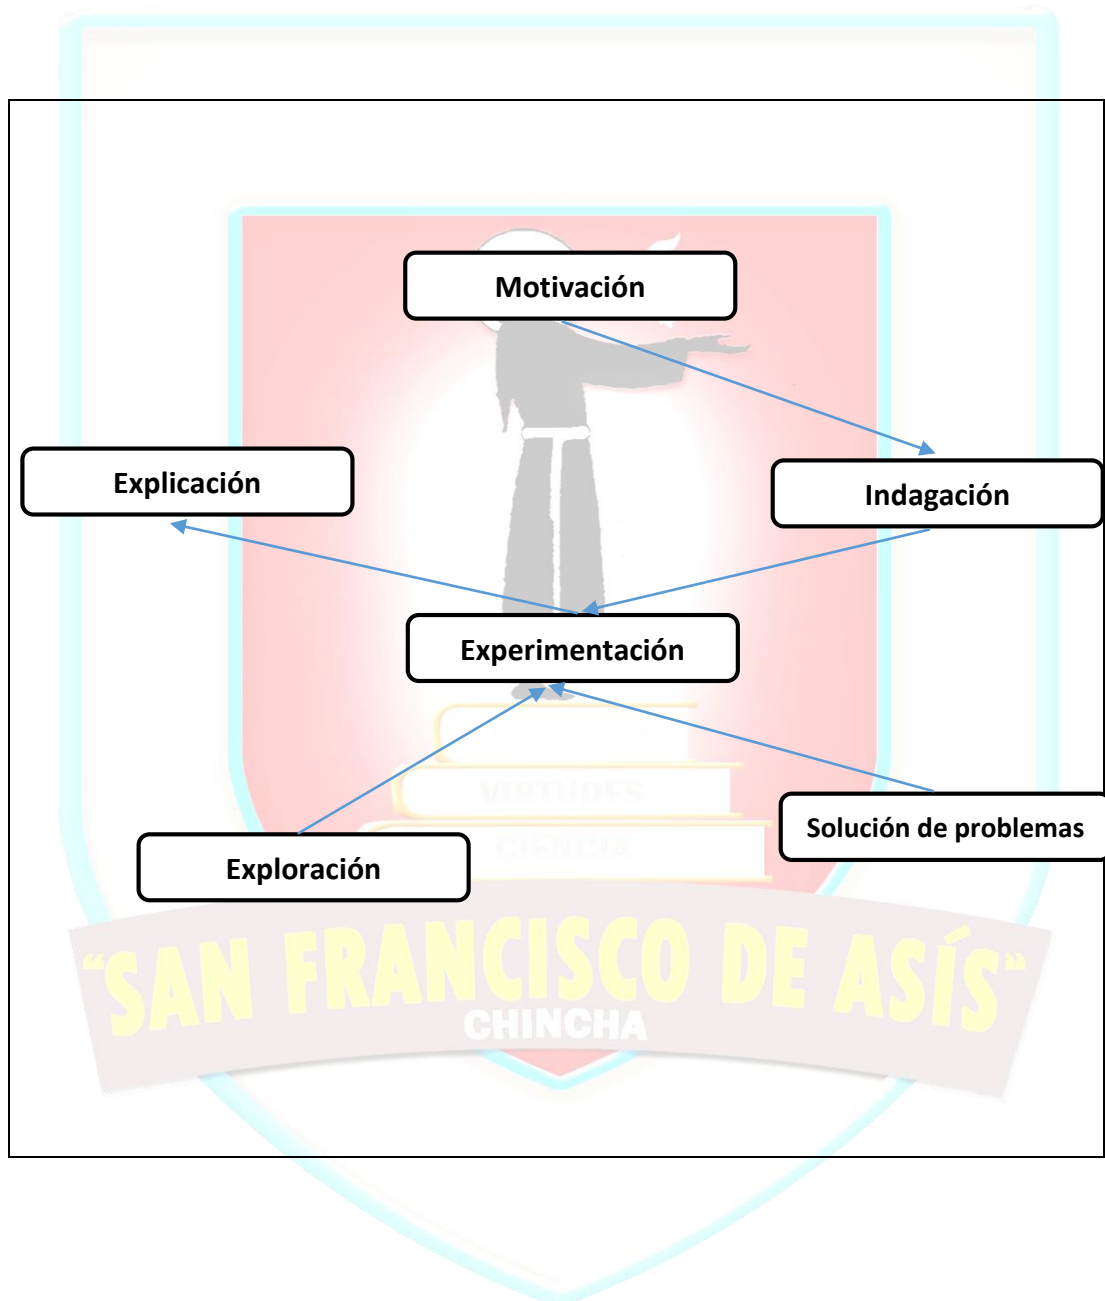 Motivación
Explicación
Indagación
Experimentación
VIRTUDES
Solución de problemas
CIENCIA
Exploración
“SAN FRANCISCO DE ASÍS”
CHINCHA